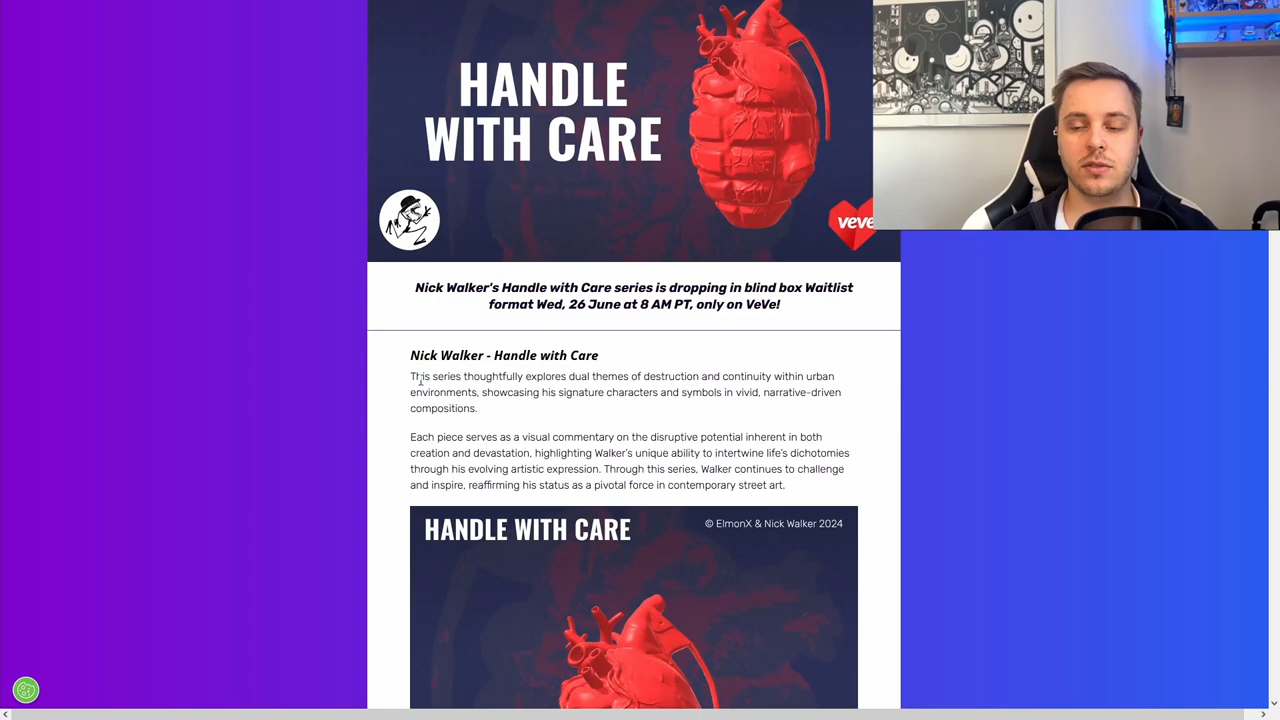 HANDLE
WITH CARE
veve
Nick Walker's Handle with Care series is dropping in blind box Waitlist
format Wed, 26 June at 8 AM PT, only on VeVe!
Nick Walker - Handle with Care
This series thoughtfully explores dual themes of destruction and continuity within urban
environments, showcasing his signature characters and symbols in vivid, narrative-driven
compositions.
Each piece serves as a visual commentary on the disruptive potential inherent in both
creation and devastation, highlighting Walker's unique ability to intertwine life's dichotomies
through his evolving artistic expression. Through this series, Walker continues to challenge
and inspire, reaffirming his status as a pivotal force in contemporary street art.
HANDLE WITH CARE
© ElmonX & Nick Walker 2024